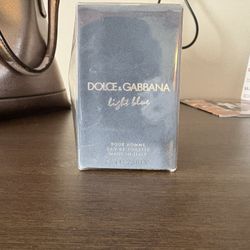 DOLCE & GABBANA
light blue
POUR HOMME
EAU DE TOILETTE
MADE IN ITALY